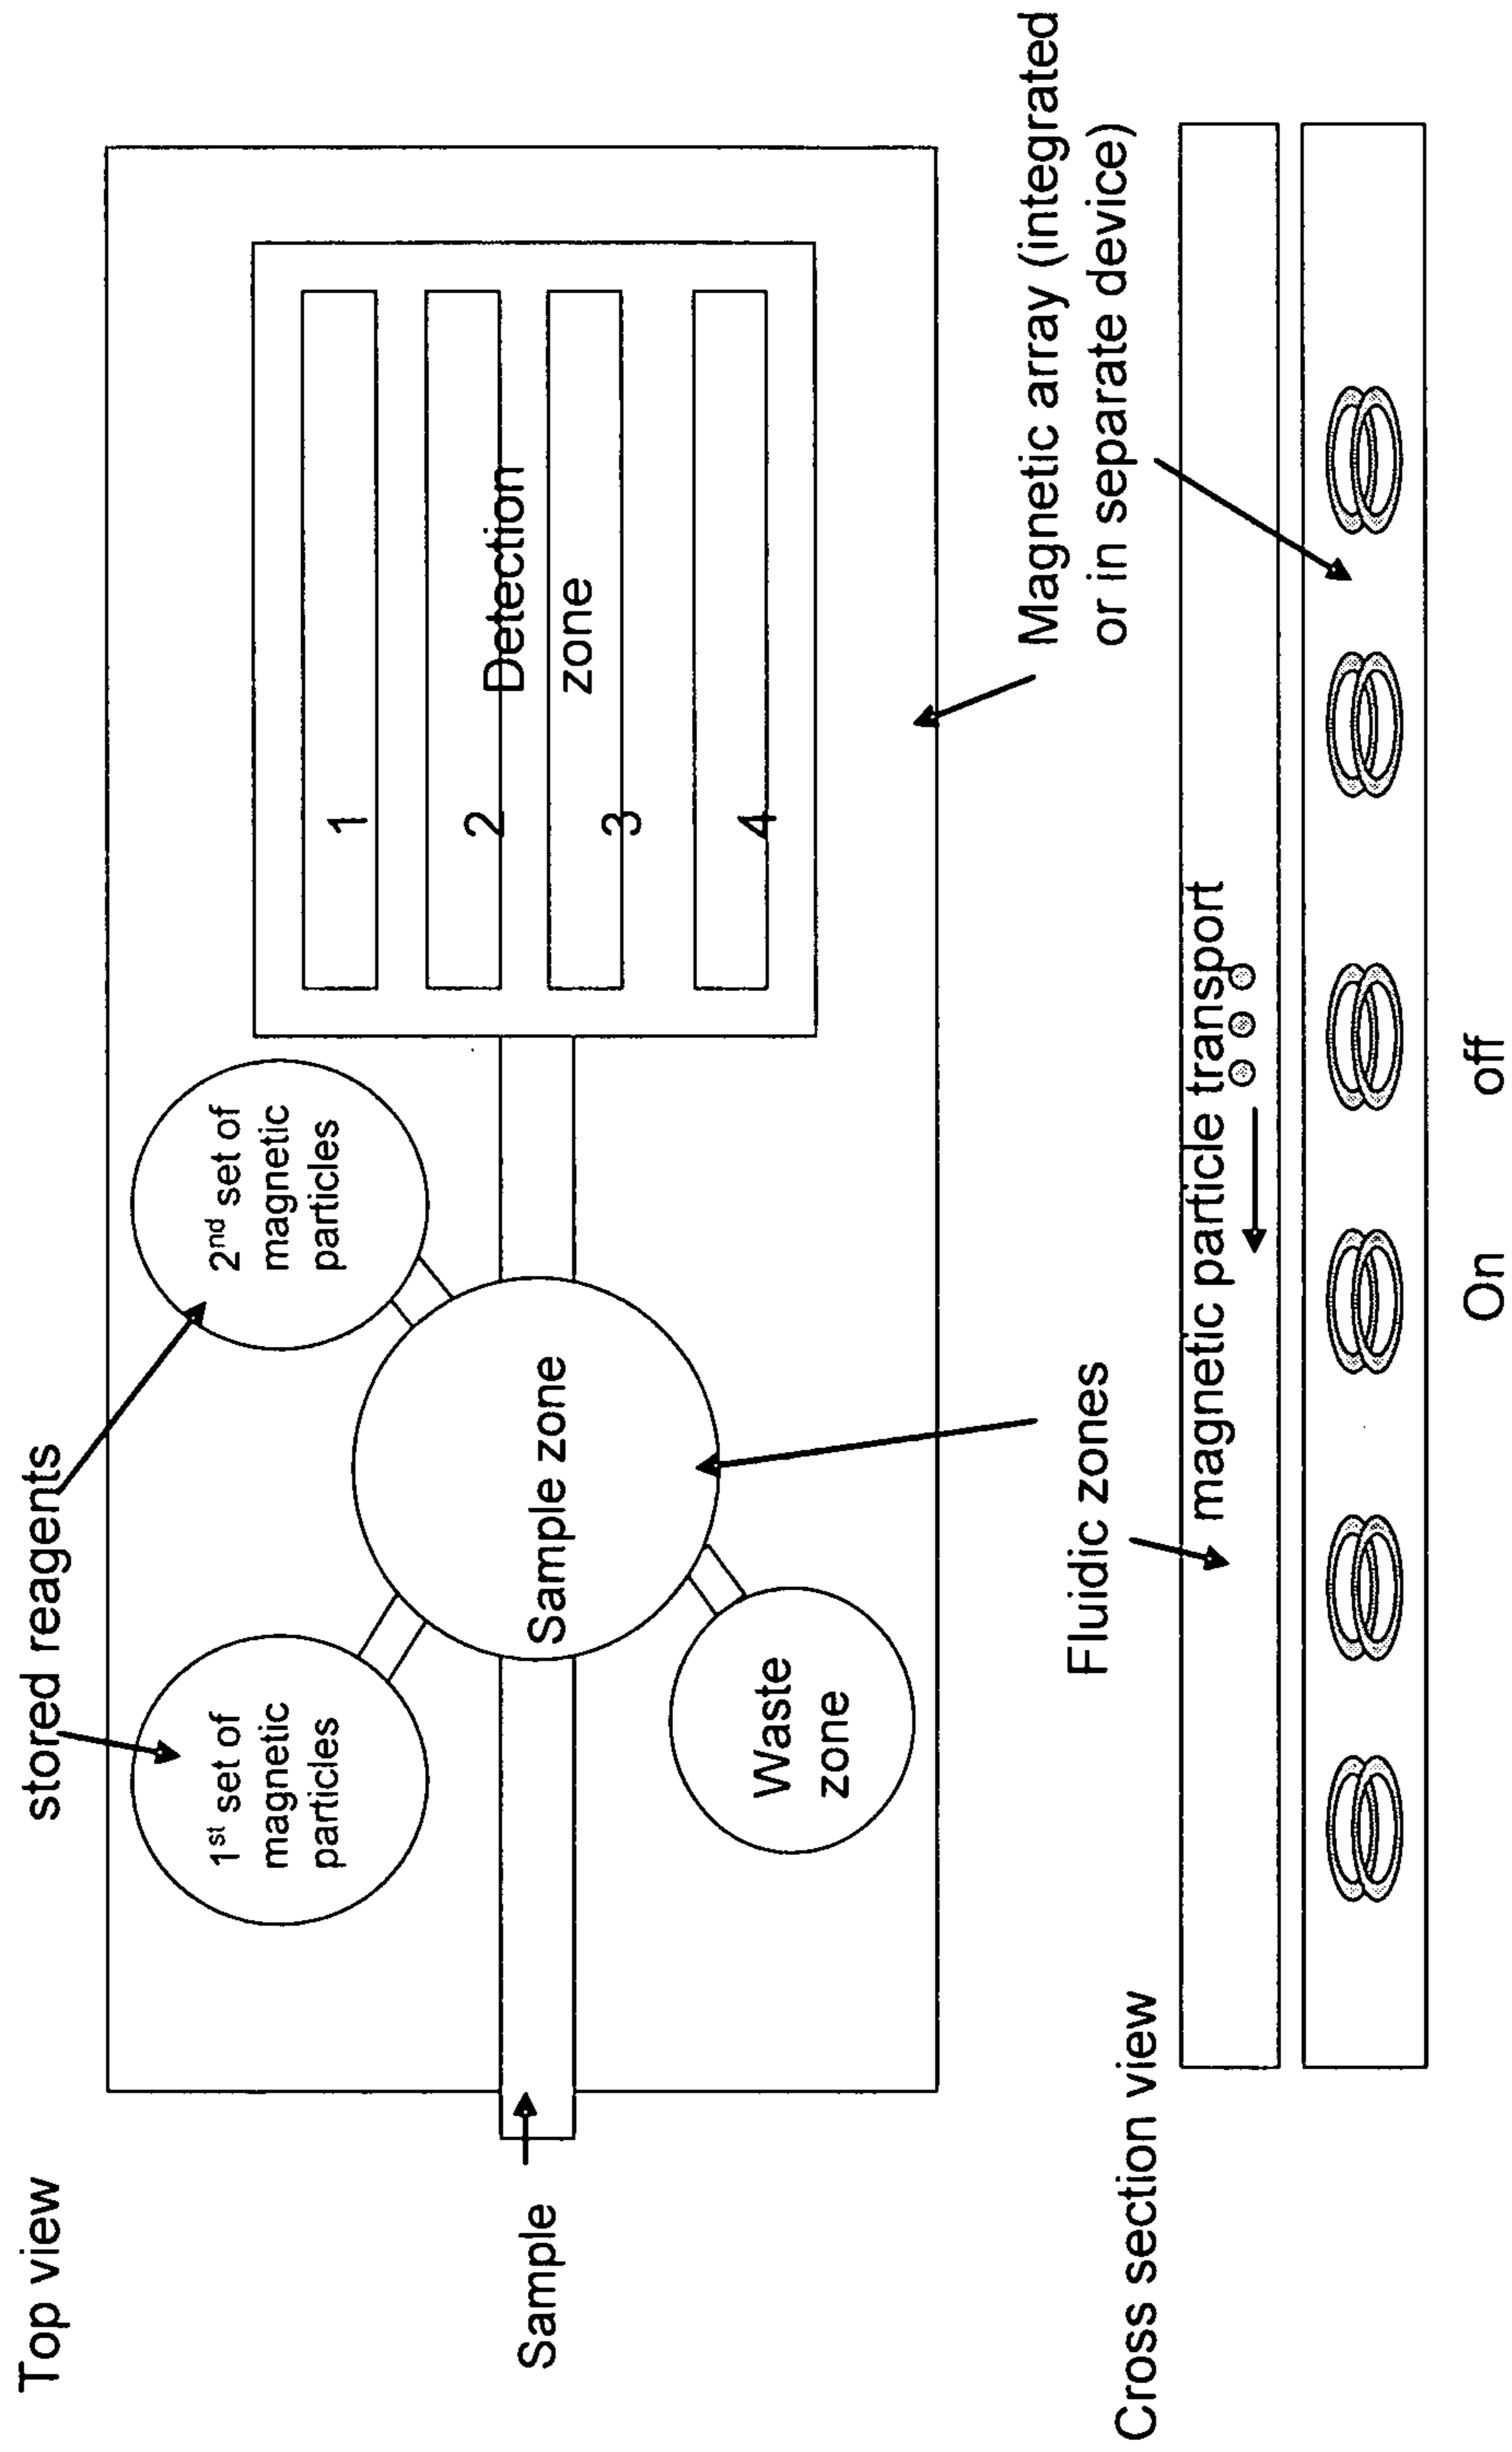 Top view
stored reagents
1st set of
magnetic
particles
2nd set of
magnetic
particles
Sample
Sample zone
Waste
zone
1
2
3
4
Detection
zone
Fluidic zones
Magnetic array (integrated
or in separate device)
Cross section view
magnetic particle transport
On
off